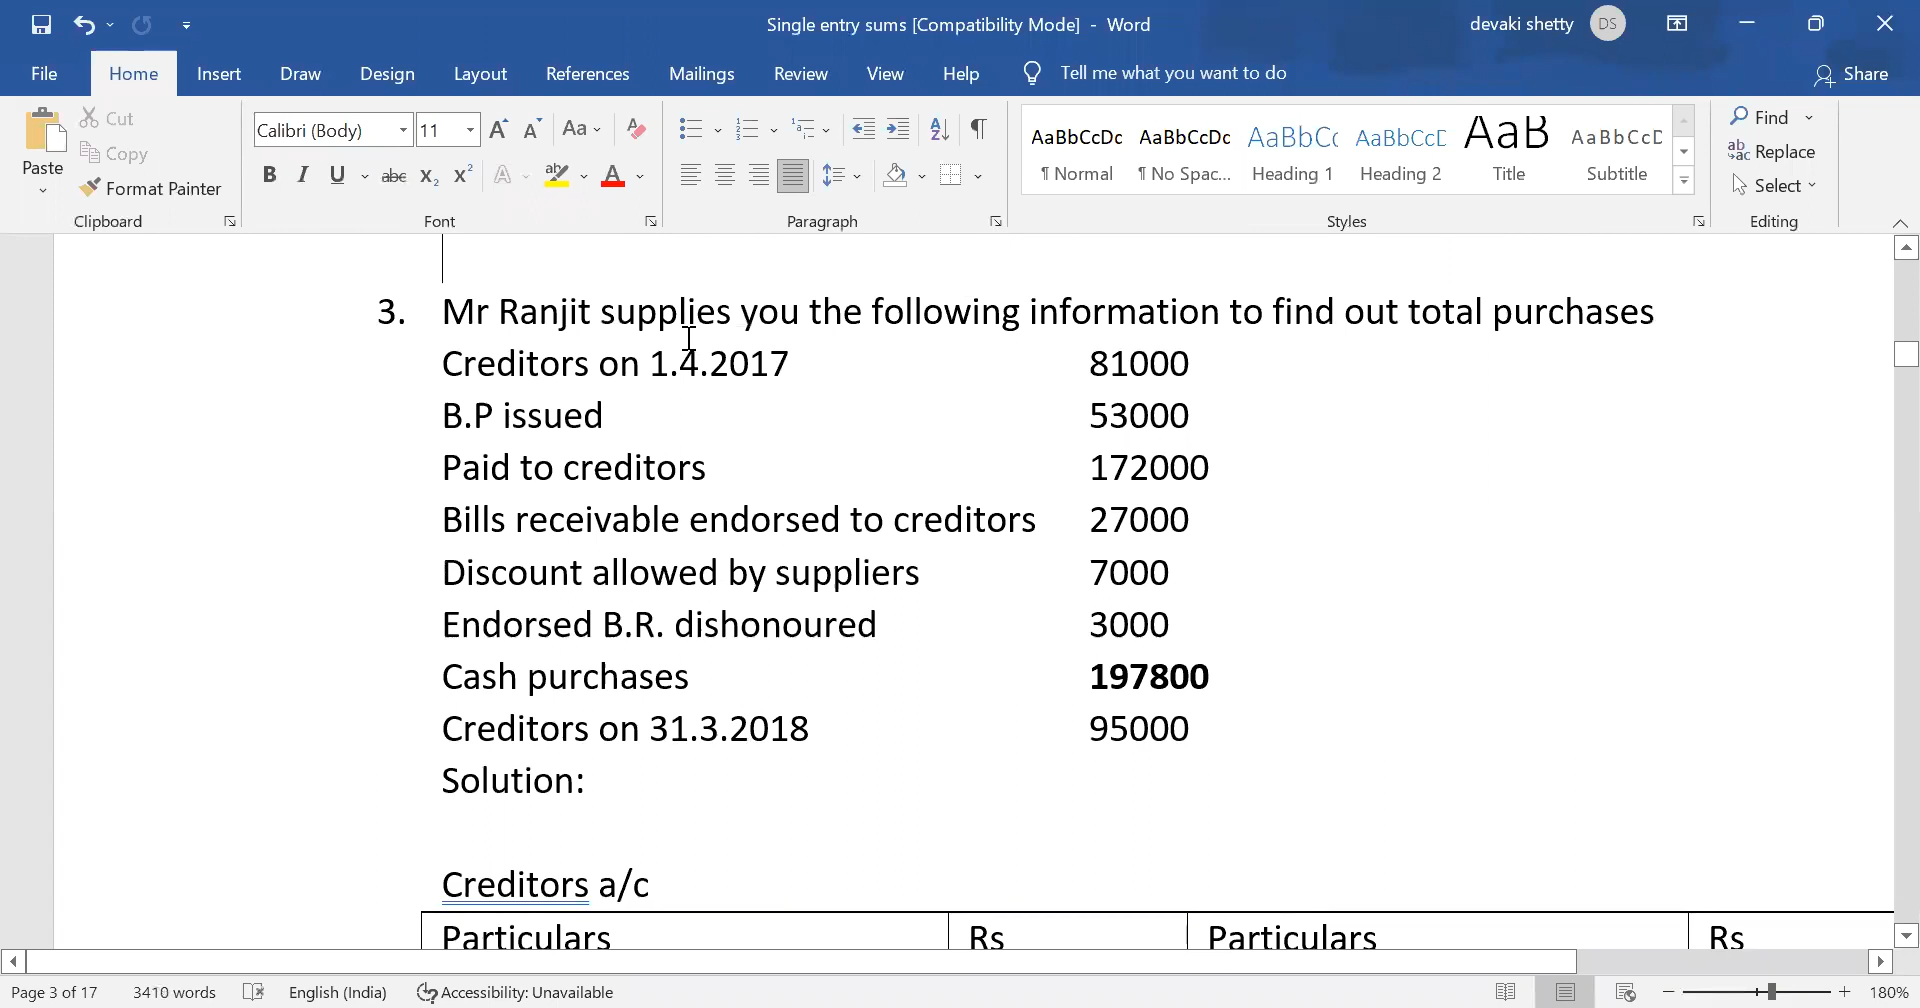 Single entry sums [Compatibility Mode] - Word
devaki shetty DS
File Home Insert Draw Design Layout References Mailings Review View Help Tell me what you want to do Share
Paste
Cut
Copy
Format Painter
Clipboard
Calibri (Body) 11
Font
Paragraph
AaBbCcDc AaBbCcDc AaBbC AaBbCcD AaB AaBbCcD
¶ Normal ¶ No Spac... Heading 1 Heading 2 Title Subtitle
Styles
Find
Replace
Select
Editing
3. Mr Ranjit supplies you the following information to find out total purchases
Creditors on 1.4.2017 81000
B.P issued 53000
Paid to creditors 172000
Bills receivable endorsed to creditors 27000
Discount allowed by suppliers 7000
Endorsed B.R. dishonoured 3000
Cash purchases 197800
Creditors on 31.3.2018 95000
Solution:
Creditors a/c
Particulars Rs Particulars Rs
Page 3 of 17 3410 words English (India) Accessibility: Unavailable 180%